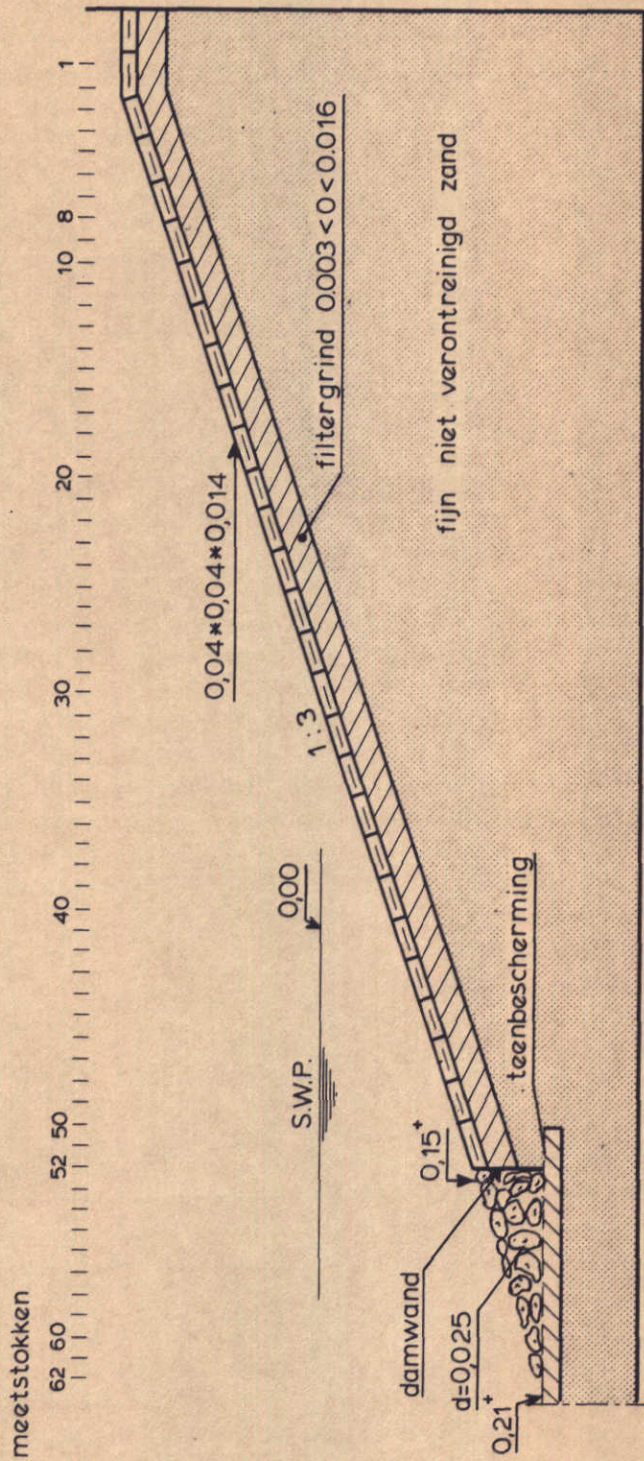 meetstokken
62 60 52 50 40 30 20 10 8 1
0,04*0,04*0,014
S.W.P.
0,00
1:3
filtergrind 0.003<0<0.016
0,15+
damwand
d=0,025
0,21+
teenbescherming
fijn niet verontreinigd zand